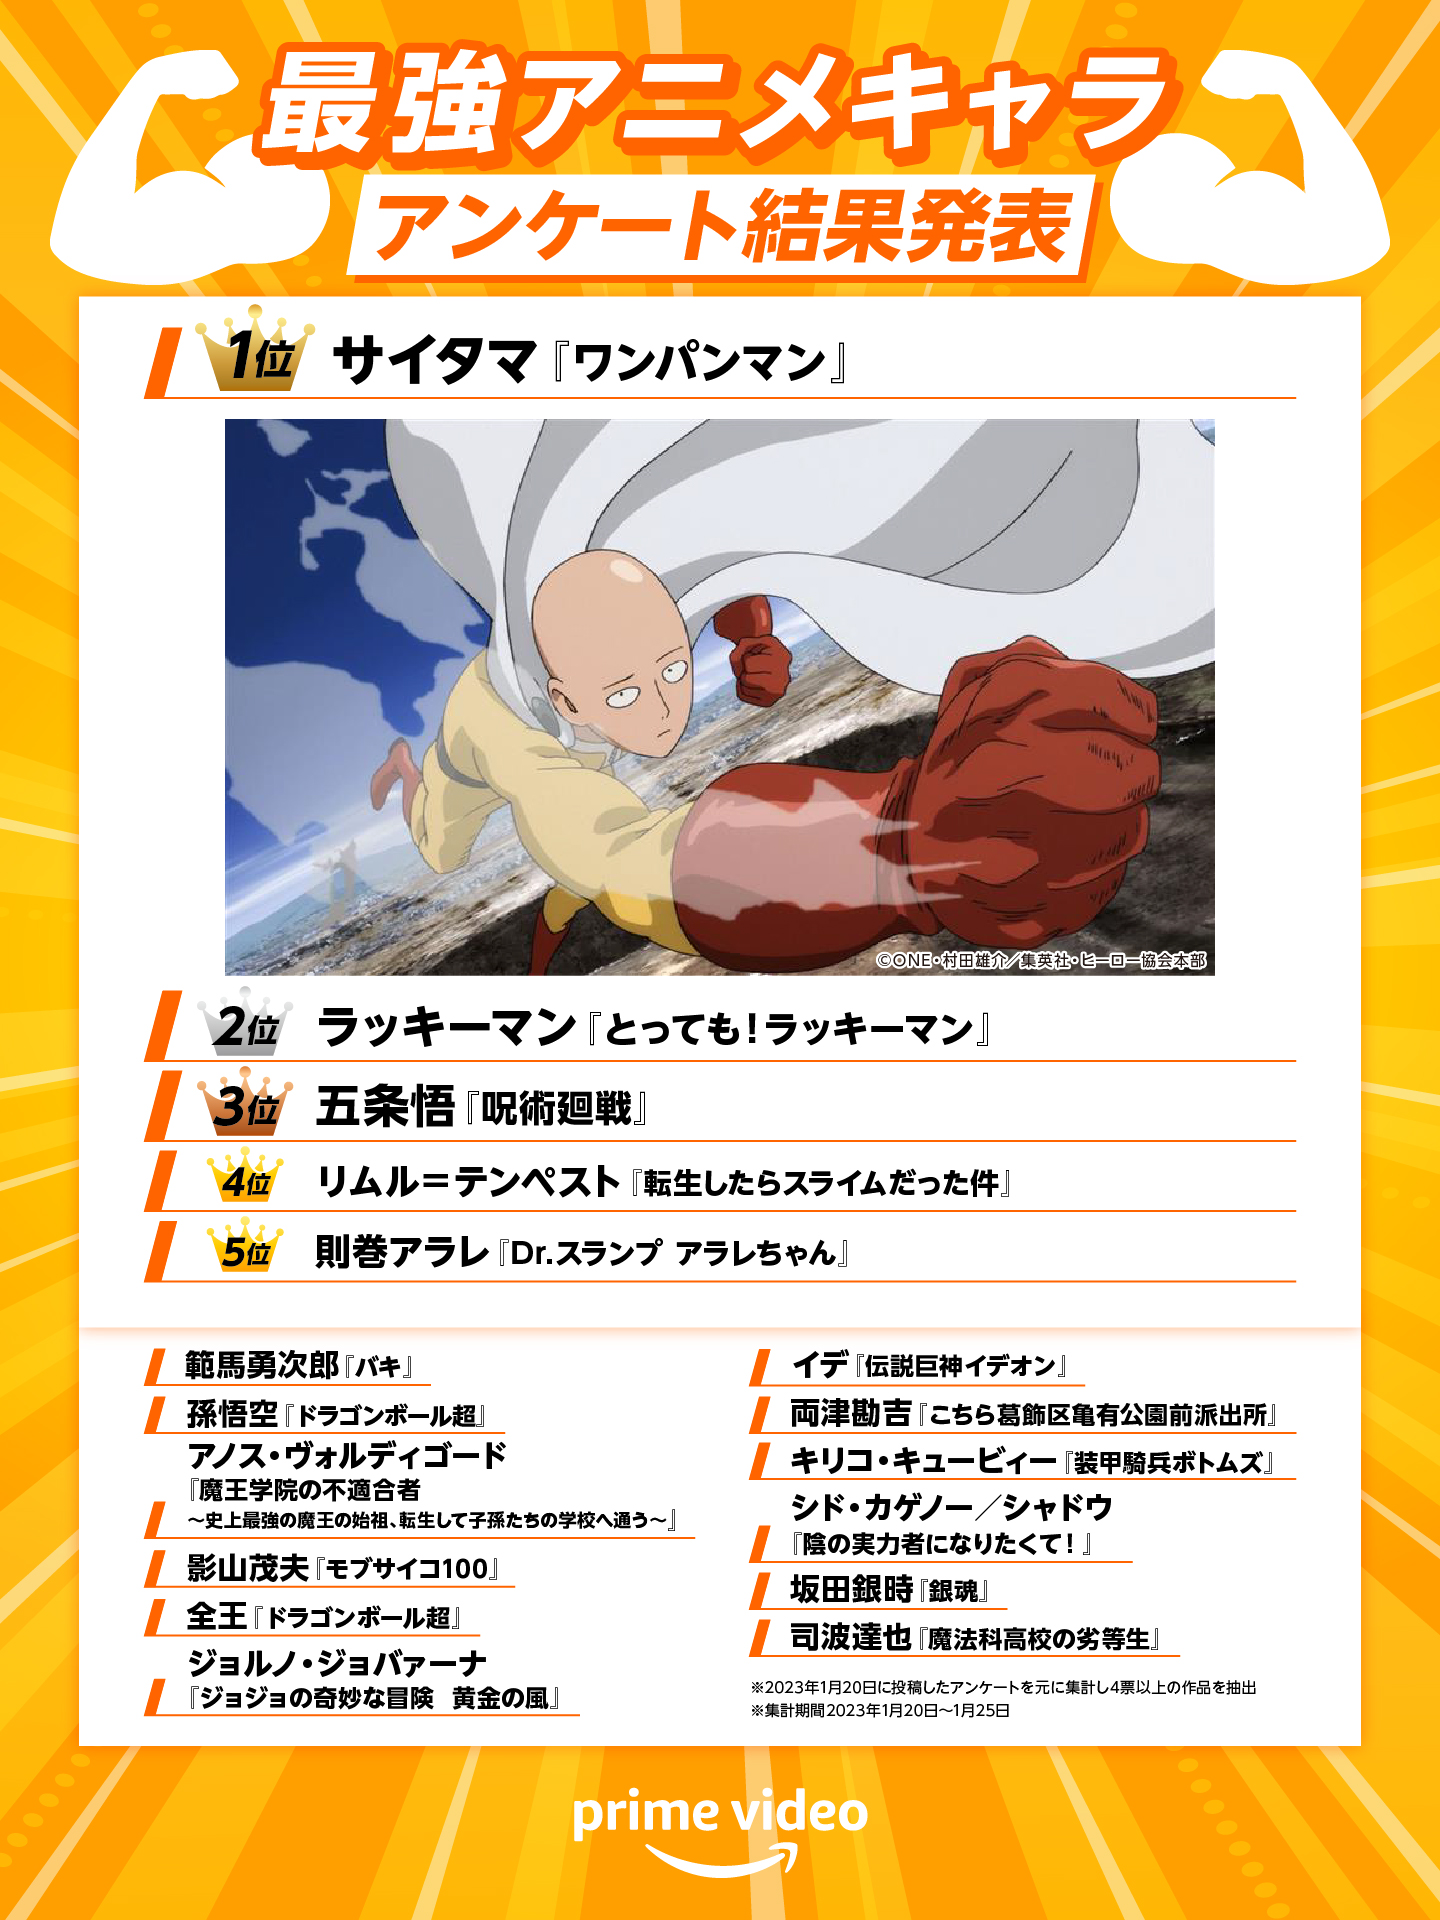 最強アニメキャラ
アンケート結果発表
1位 サイタマ『ワンパンマン』
©ONE・村田雄介／集英社・ヒーロー協会本部
2位 ラッキーマン『とっても！ラッキーマン』
3位 五条悟『呪術廻戦』
4位 リムル＝テンペスト『転生したらスライムだった件』
5位 則巻アラレ『Dr.スランプ アラレちゃん』
範馬勇次郎『バキ』
孫悟空『ドラゴンボール超』
アノス・ヴォルディゴード
『魔王学院の不適合者
～史上最強の魔王の始祖、転生して子孫たちの学校へ通う～』
影山茂夫『モブサイコ100』
全王『ドラゴンボール超』
ジョルノ・ジョバァーナ
『ジョジョの奇妙な冒険 黄金の風』
イデ『伝説巨神イデオン』
両津勘吉『こちら葛飾区亀有公園前派出所』
キリコ・キュービィー『装甲騎兵ボトムズ』
シド・カゲノー／シャドウ
『陰の実力者になりたくて！』
坂田銀時『銀魂』
司波達也『魔法科高校の劣等生』
※2023年1月20日に投稿したアンケートを元に集計し4票以上の作品を抽出
※集計期間2023年1月20日～1月25日
prime video